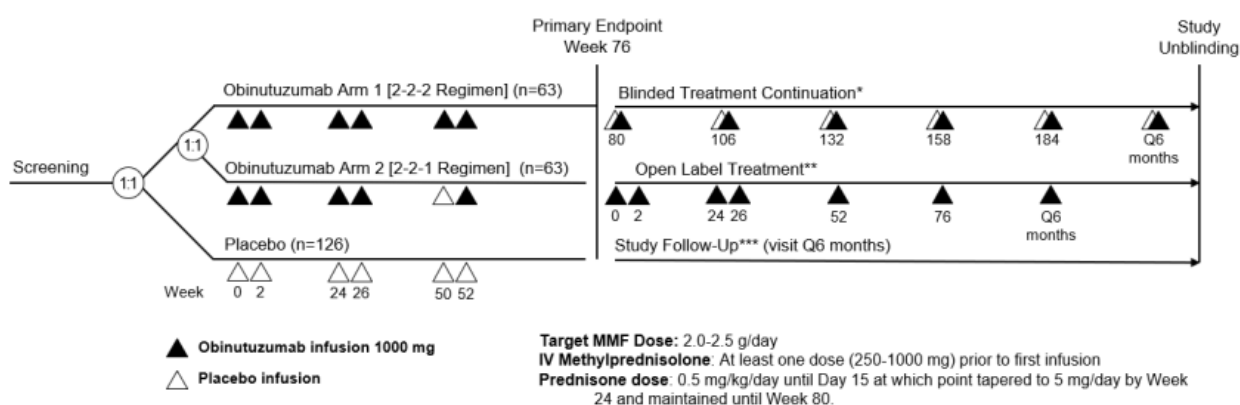 Primary Endpoint
Week 76
Study
Unblinding
Obinutuzumab Arm 1 [2-2-2 Regimen] (n=63)
Blinded Treatment Continuation*
80 106 132 158 184 Q6
months
1:1
Screening
1:1
Obinutuzumab Arm 2 [2-2-1 Regimen] (n=63)
Open Label Treatment**
0 2 24 26 52 76 Q6
months
Placebo (n=126)
Study Follow-Up*** (visit Q6 months)
Week 0 2 24 26 50 52
Obinutuzumab infusion 1000 mg
Placebo infusion
Target MMF Dose: 2.0-2.5 g/day
IV Methylprednisolone: At least one dose (250-1000 mg) prior to first infusion
Prednisone dose: 0.5 mg/kg/day until Day 15 at which point tapered to 5 mg/day by Week
24 and maintained until Week 80.